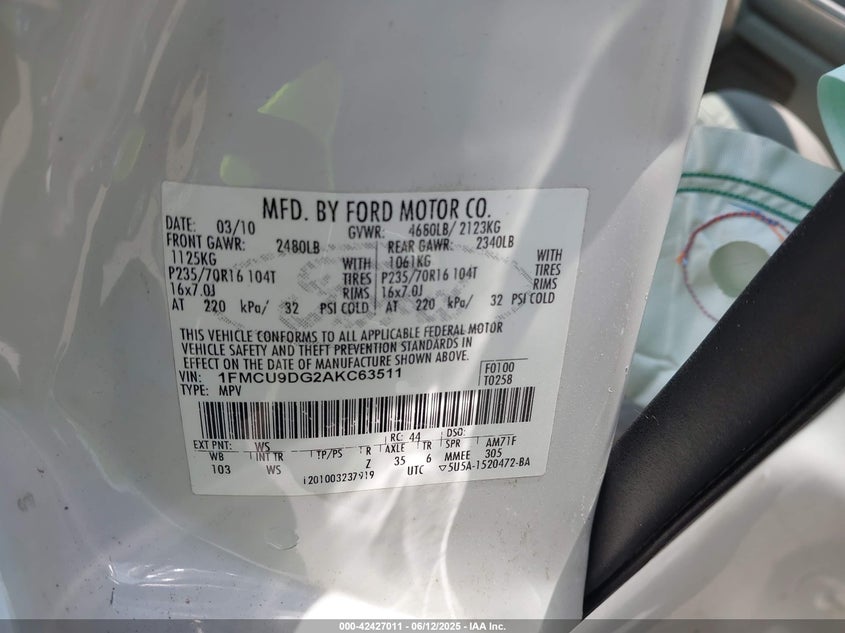 MFD. BY FORD MOTOR CO.
DATE: 03/10 GVWR: 4680LB/ 2123KG
FRONT GAWR: 2480LB REAR GAWR: 2340LB
1125KG WITH 1061KG WITH
P235/70R16 104T TIRES P235/70R16 104T TIRES
16x7.0J RIMS 16x7.0J RIMS
AT 220 kPa/ 32 PSI COLD AT 220 kPa/ 32 PSI COLD
THIS VEHICLE CONFORMS TO ALL APPLICABLE FEDERAL MOTOR
VEHICLE SAFETY AND THEFT PREVENTION STANDARDS IN
EFFECT ON THE DATE OF MANUFACTURE SHOWN ABOVE.
VIN: 1FMCU9DG2AKC63511 F0100
TYPE: MPV T0258
EXT PNT: WS RC: 44 DSO:
WB INT TR TP/PS R AXLE TR SPR AM71F
103 WS Z 35 6 MMEE 305
i201003237919 UTC ▽5U5A-1520472-BA
000-42427011 - 06/12/2025 - IAA Inc.